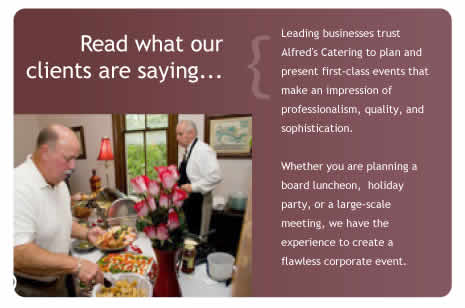 Read what our
clients are saying...
{
Leading businesses trust
Alfred's Catering to plan and
present first-class events that
make an impression of
professionalism, quality, and
sophistication.
Whether you are planning a
board luncheon, holiday
party, or a large-scale
meeting, we have the
experience to create a
flawless corporate event.